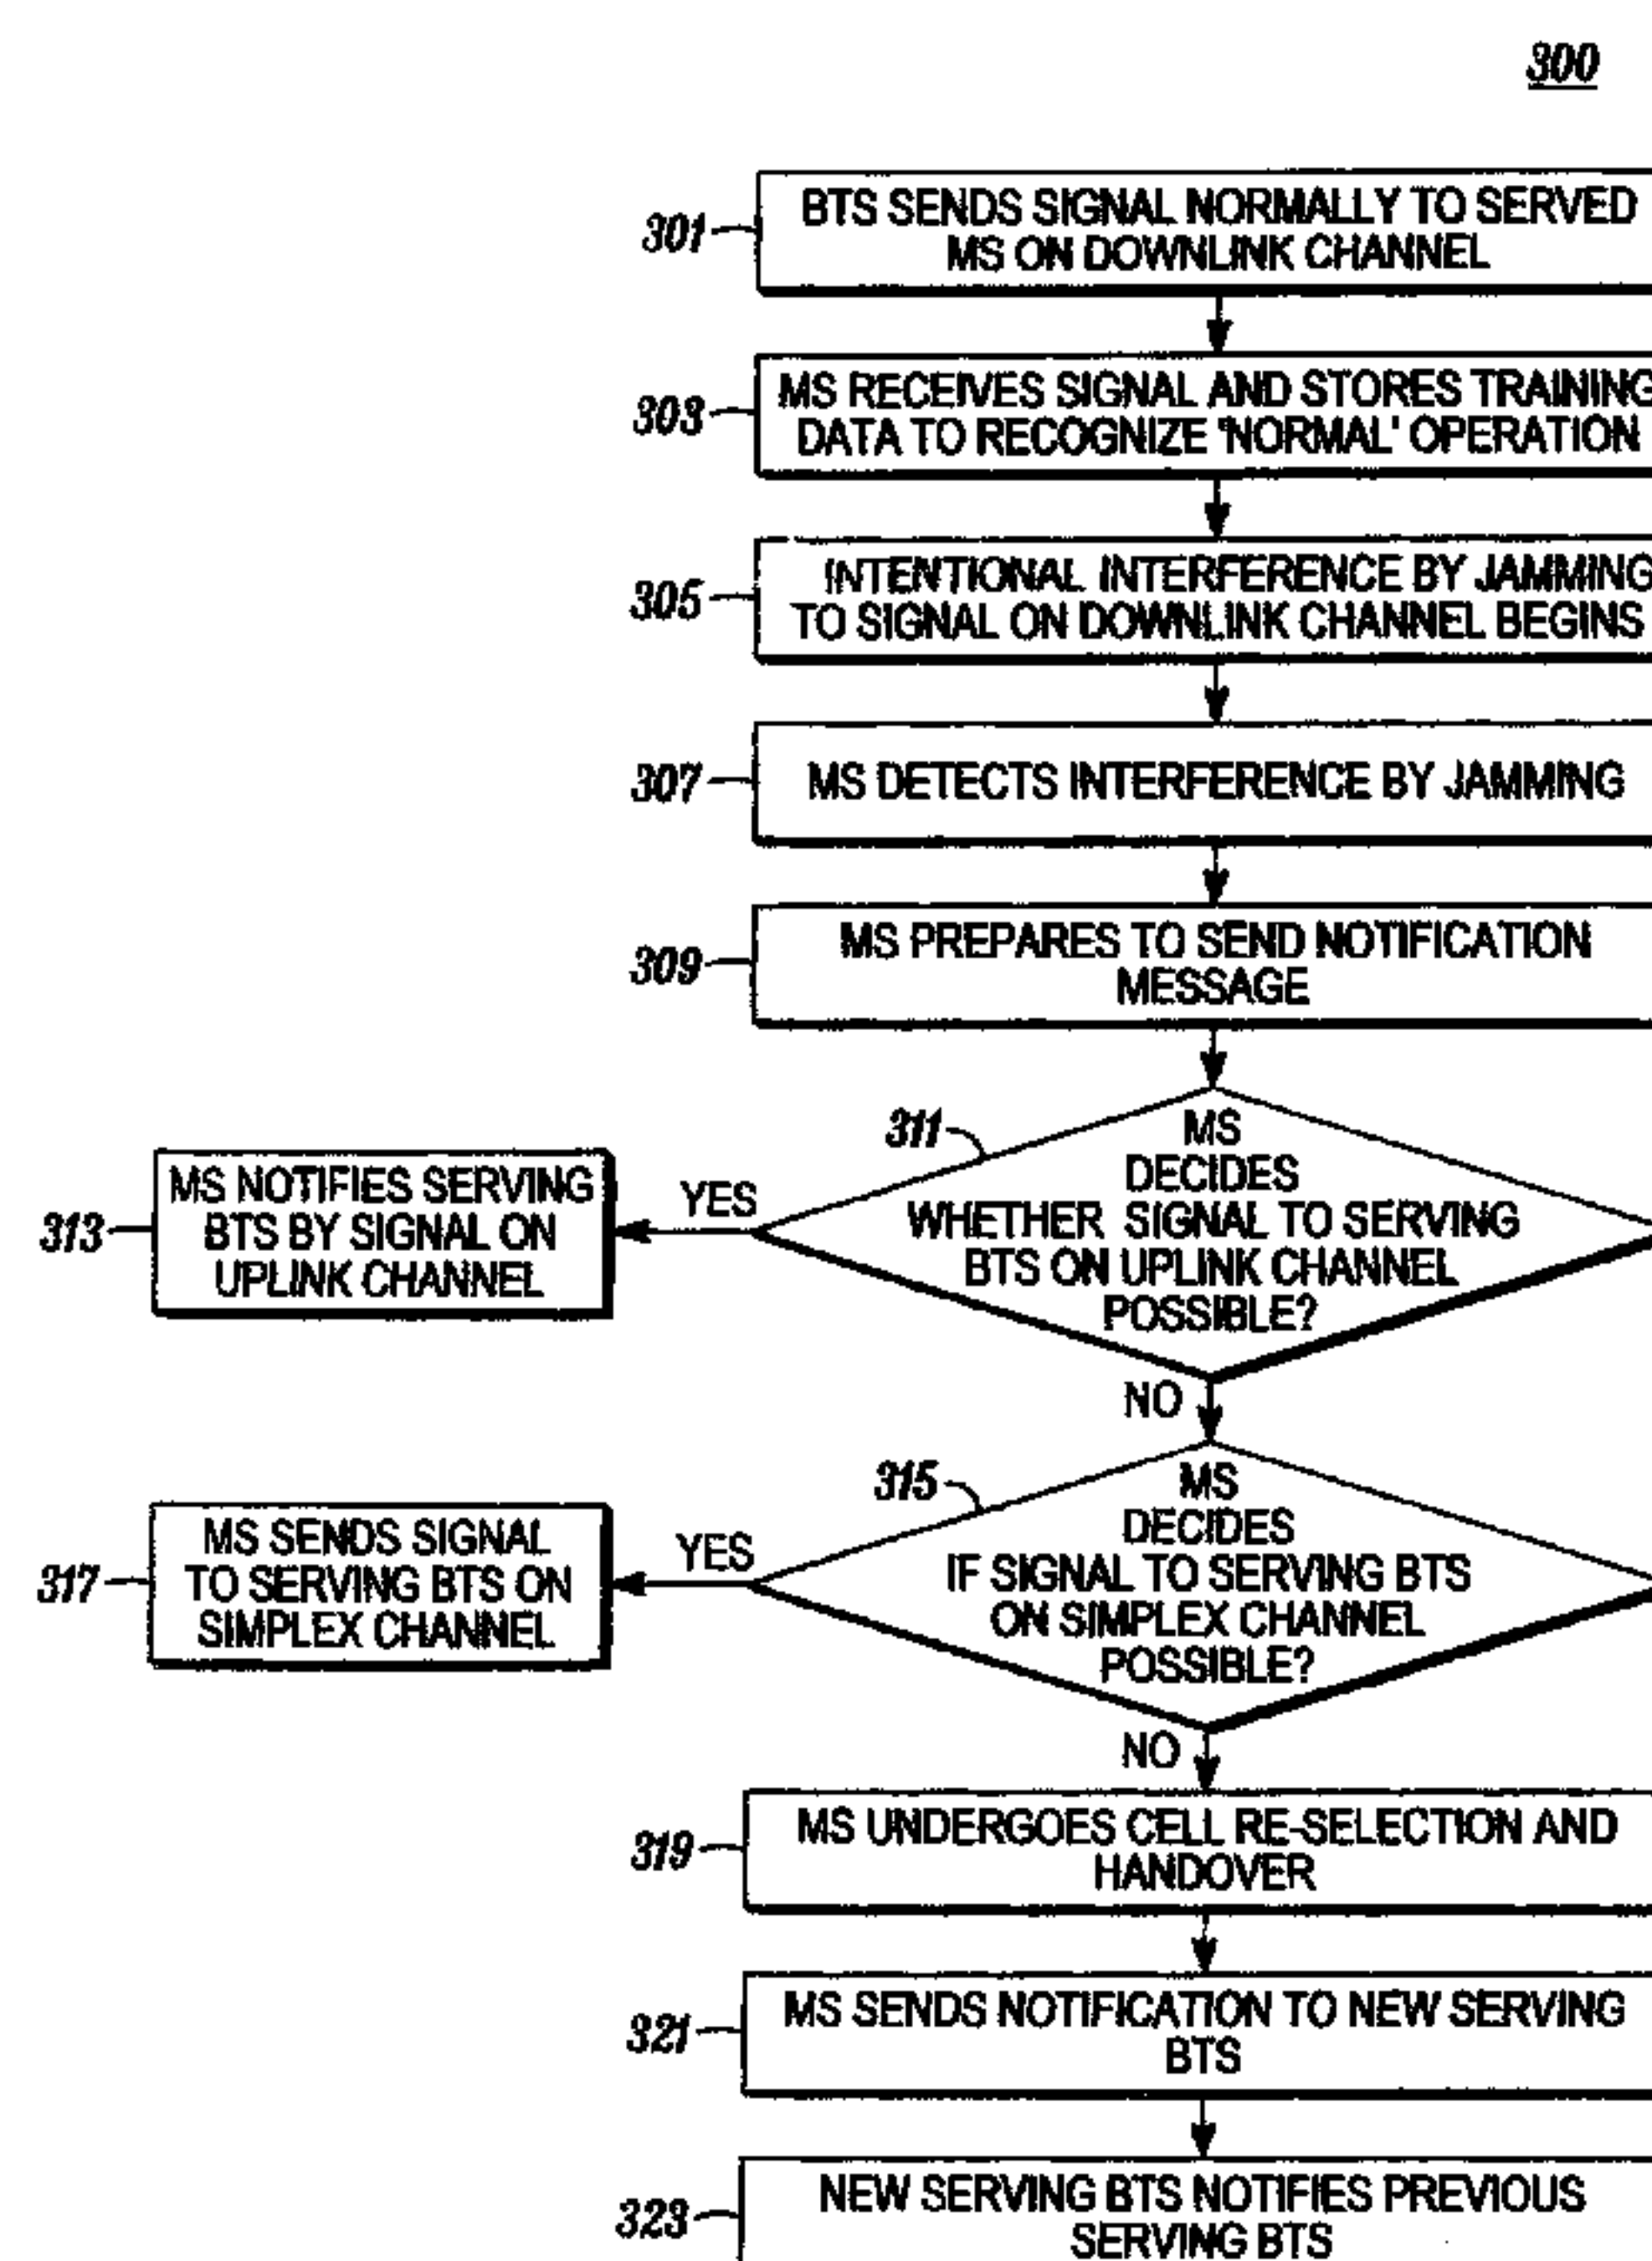 300
301
BTS SENDS SIGNAL NORMALLY TO SERVED
MS ON DOWNLINK CHANNEL
303
MS RECEIVES SIGNAL AND STORES TRAINING
DATA TO RECOGNIZE 'NORMAL' OPERATION
305
INTENTIONAL INTERFERENCE BY JAMMING
TO SIGNAL ON DOWNLINK CHANNEL BEGINS
307
MS DETECTS INTERFERENCE BY JAMMING
309
MS PREPARES TO SEND NOTIFICATION
MESSAGE
311
MS
DECIDES
WHETHER SIGNAL TO SERVING
BTS ON UPLINK CHANNEL
POSSIBLE?
YES
313
MS NOTIFIES SERVING
BTS BY SIGNAL ON
UPLINK CHANNEL
NO
315
MS
DECIDES
IF SIGNAL TO SERVING BTS
ON SIMPLEX CHANNEL
POSSIBLE?
YES
317
MS SENDS SIGNAL
TO SERVING BTS ON
SIMPLEX CHANNEL
NO
319
MS UNDERGOES CELL RE-SELECTION AND
HANDOVER
321
MS SENDS NOTIFICATION TO NEW SERVING
BTS
323
NEW SERVING BTS NOTIFIES PREVIOUS
SERVING BTS